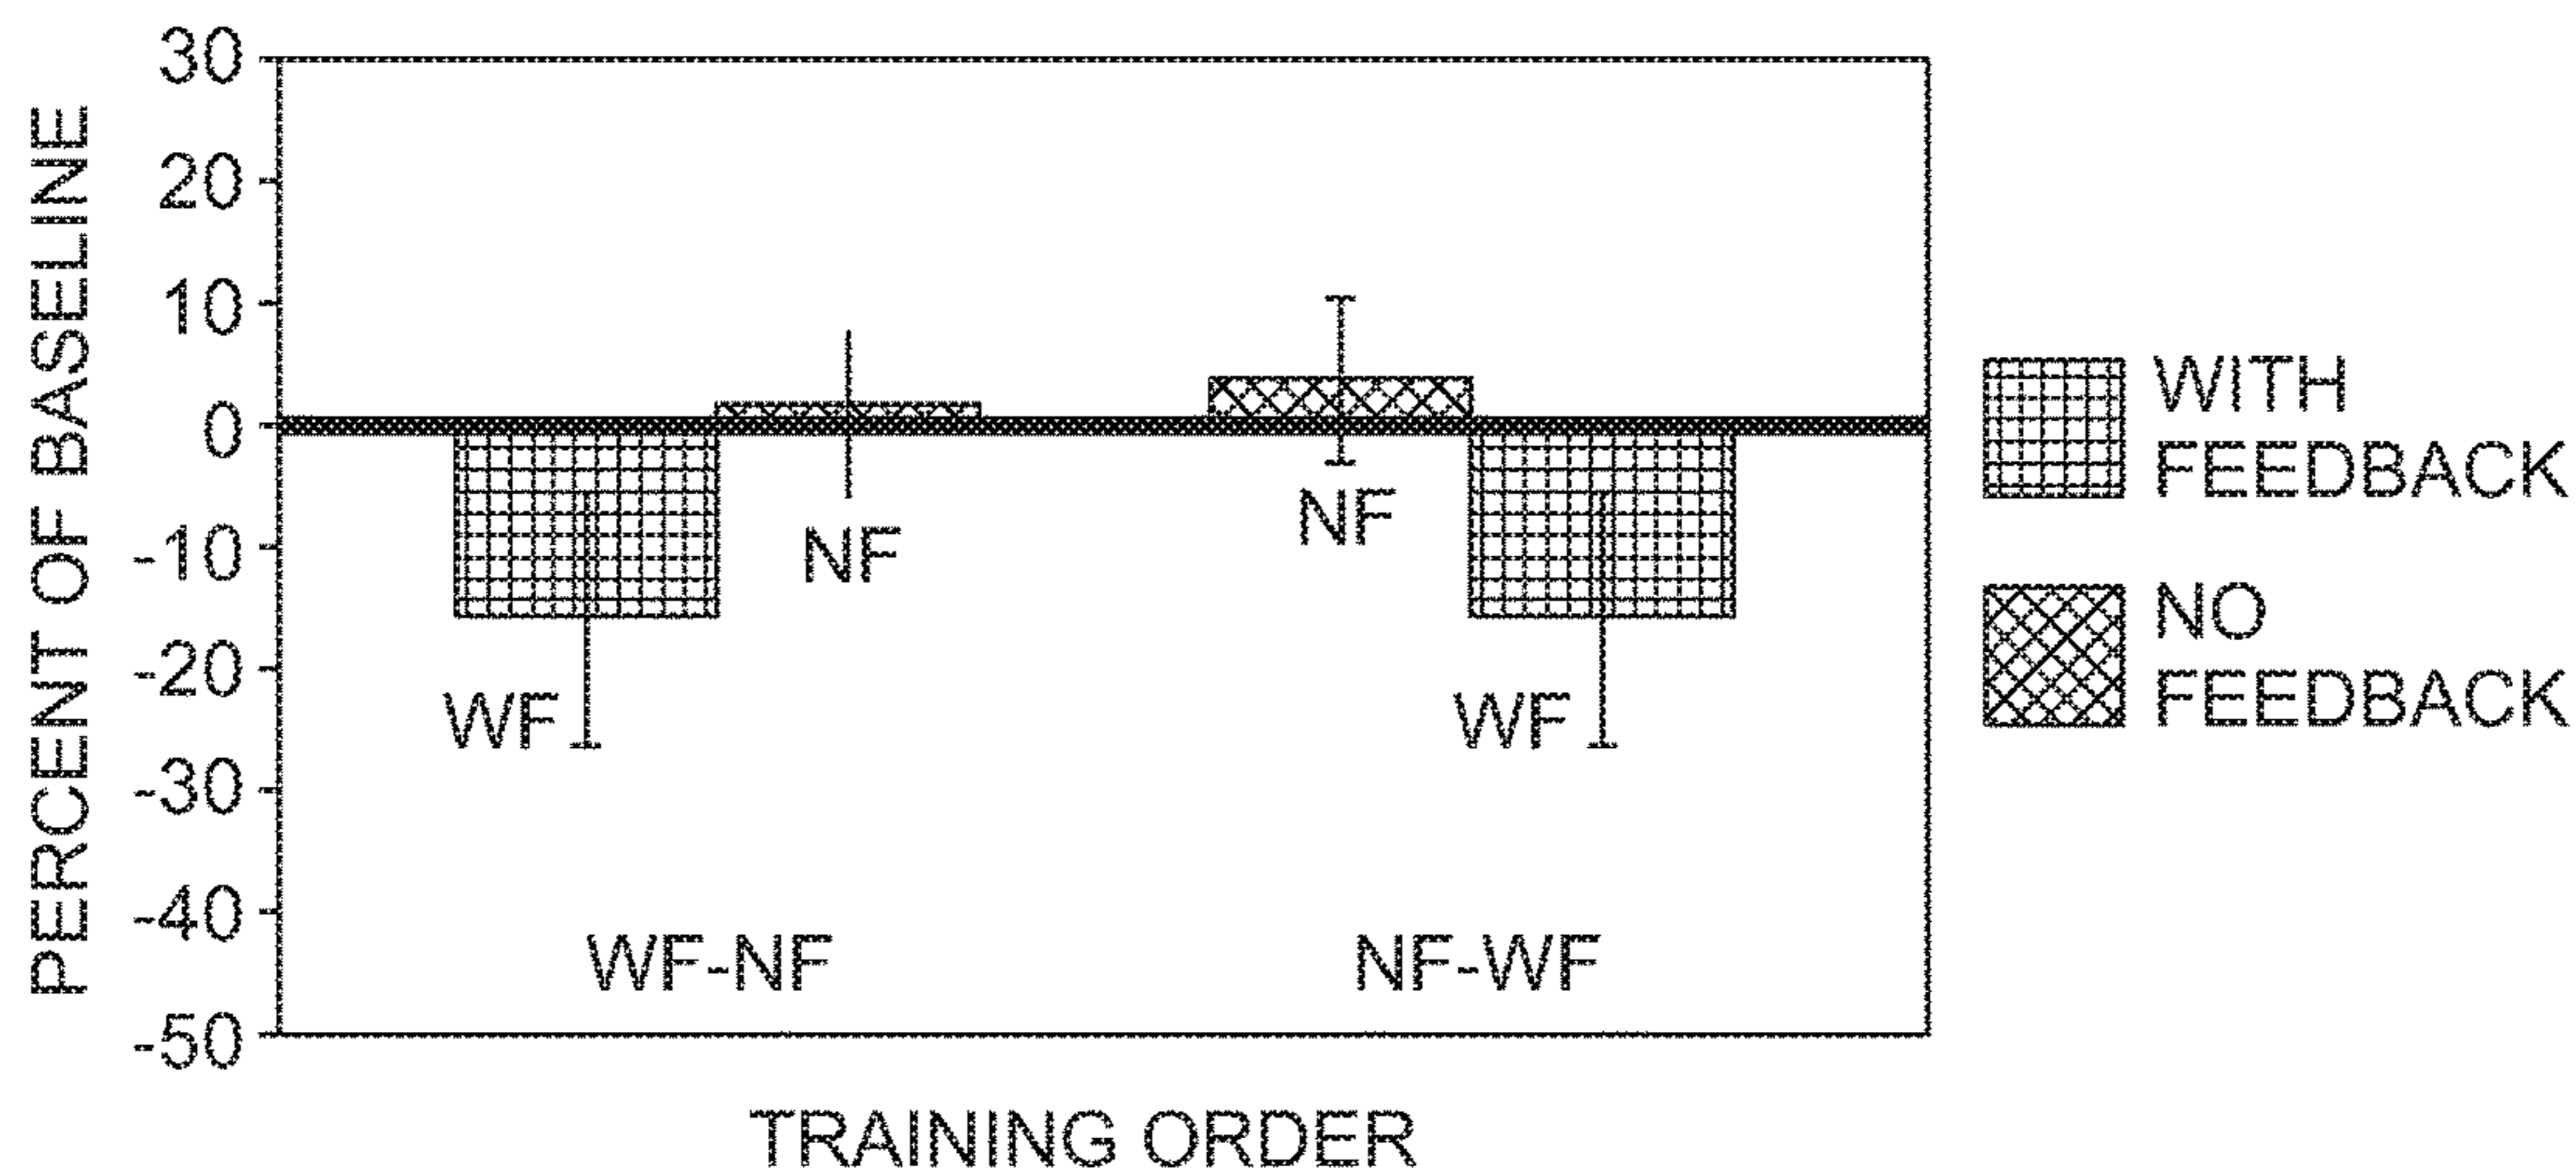 PERCENT OF BASELINE
30
20
10
0
-10
-20
-30
-40
-50
WF
NF
NF
WF
WF-NF
NF-WF
TRAINING ORDER
WITH
FEEDBACK
NO
FEEDBACK